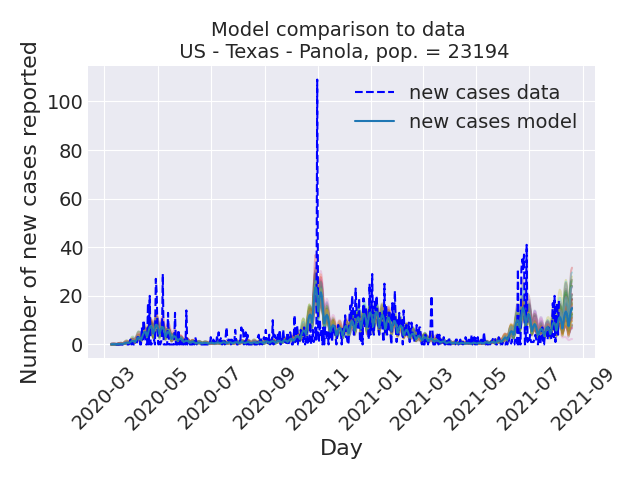 Model comparison to data
US - Texas - Panola, pop. = 23194
Number of new cases reported
100
80
60
40
20
0
new cases data
new cases model
2020-03
2020-05
2020-07
2020-09
2020-11
2021-01
2021-03
2021-05
2021-07
2021-09
Day